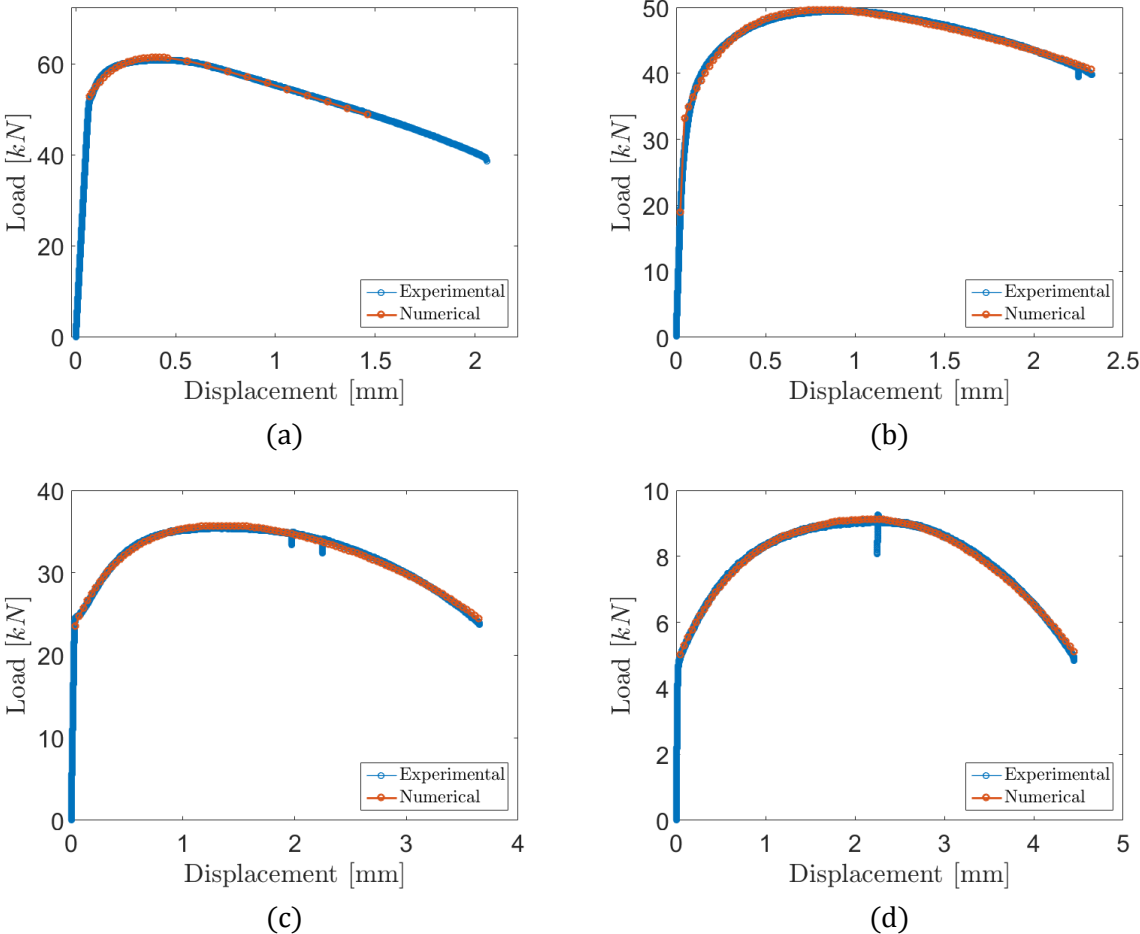 60
40
20
0
0 0.5 1 1.5 2
Load [kN]
Displacement [mm]
Experimental
Numerical
(a)
50
40
30
20
10
0
0 0.5 1 1.5 2 2.5
Load [kN]
Displacement [mm]
Experimental
Numerical
(b)
40
30
20
10
0
0 1 2 3 4
Load [kN]
Displacement [mm]
Experimental
Numerical
(c)
10
8
6
4
2
0
0 1 2 3 4 5
Load [kN]
Displacement [mm]
Experimental
Numerical
(d)